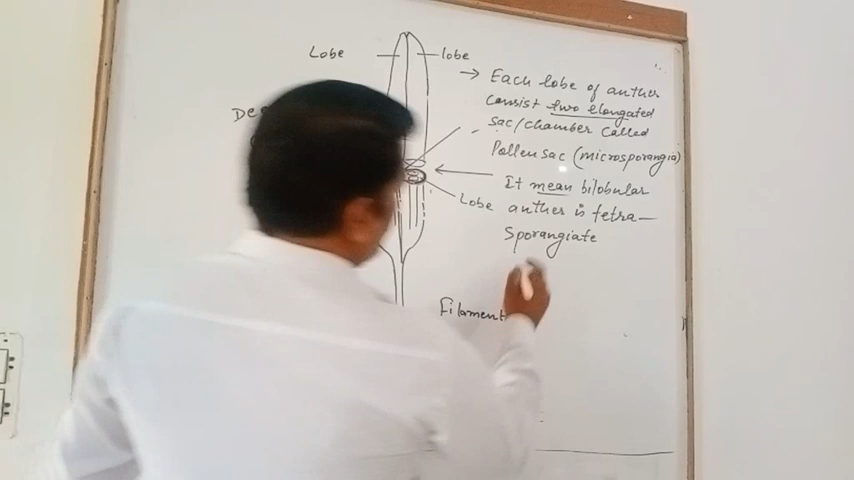 Lobe
lobe
→ Each lobe of anther
consist two elongated
sac/chamber called
Pollen sac (microsporangia)
It mean bilobular
Lobe
anther is tetra—
Sporangiate
Filament